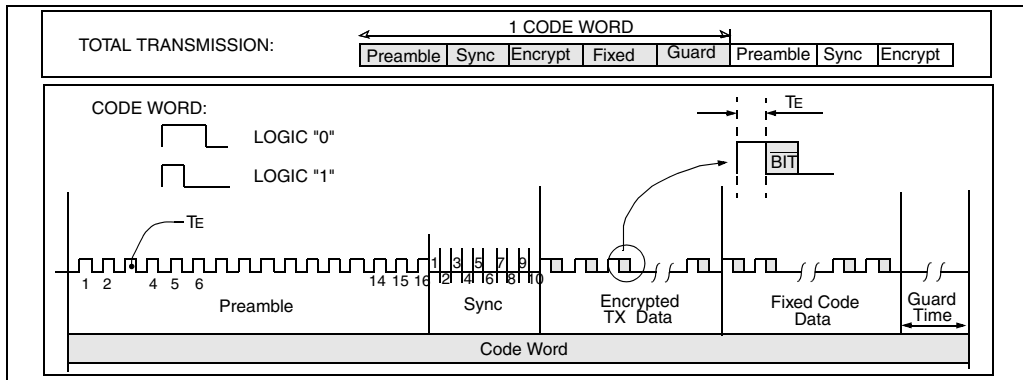 1 CODE WORD
TOTAL TRANSMISSION:
Preamble Sync Encrypt Fixed Guard Preamble Sync Encrypt
CODE WORD:
LOGIC "0"
LOGIC "1"
TE
BIT
TE
1 2 4 5 6 14 15 16
1 3 5 7 9
2 4 6 8 10
Preamble
Sync
Encrypted
TX Data
Fixed Code
Data
Guard
Time
Code Word